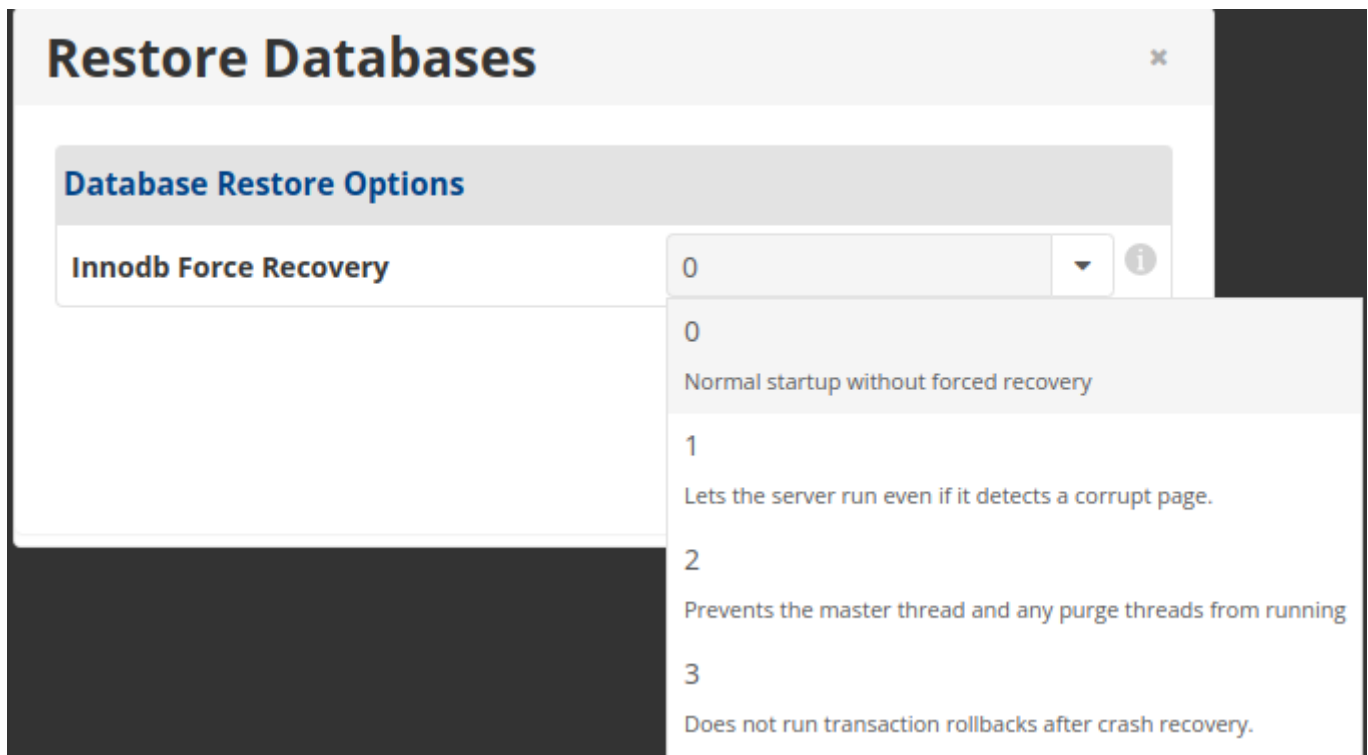 Restore Databases
Database Restore Options
Innodb Force Recovery
0
0
Normal startup without forced recovery
1
Lets the server run even if it detects a corrupt page.
2
Prevents the master thread and any purge threads from running
3
Does not run transaction rollbacks after crash recovery.